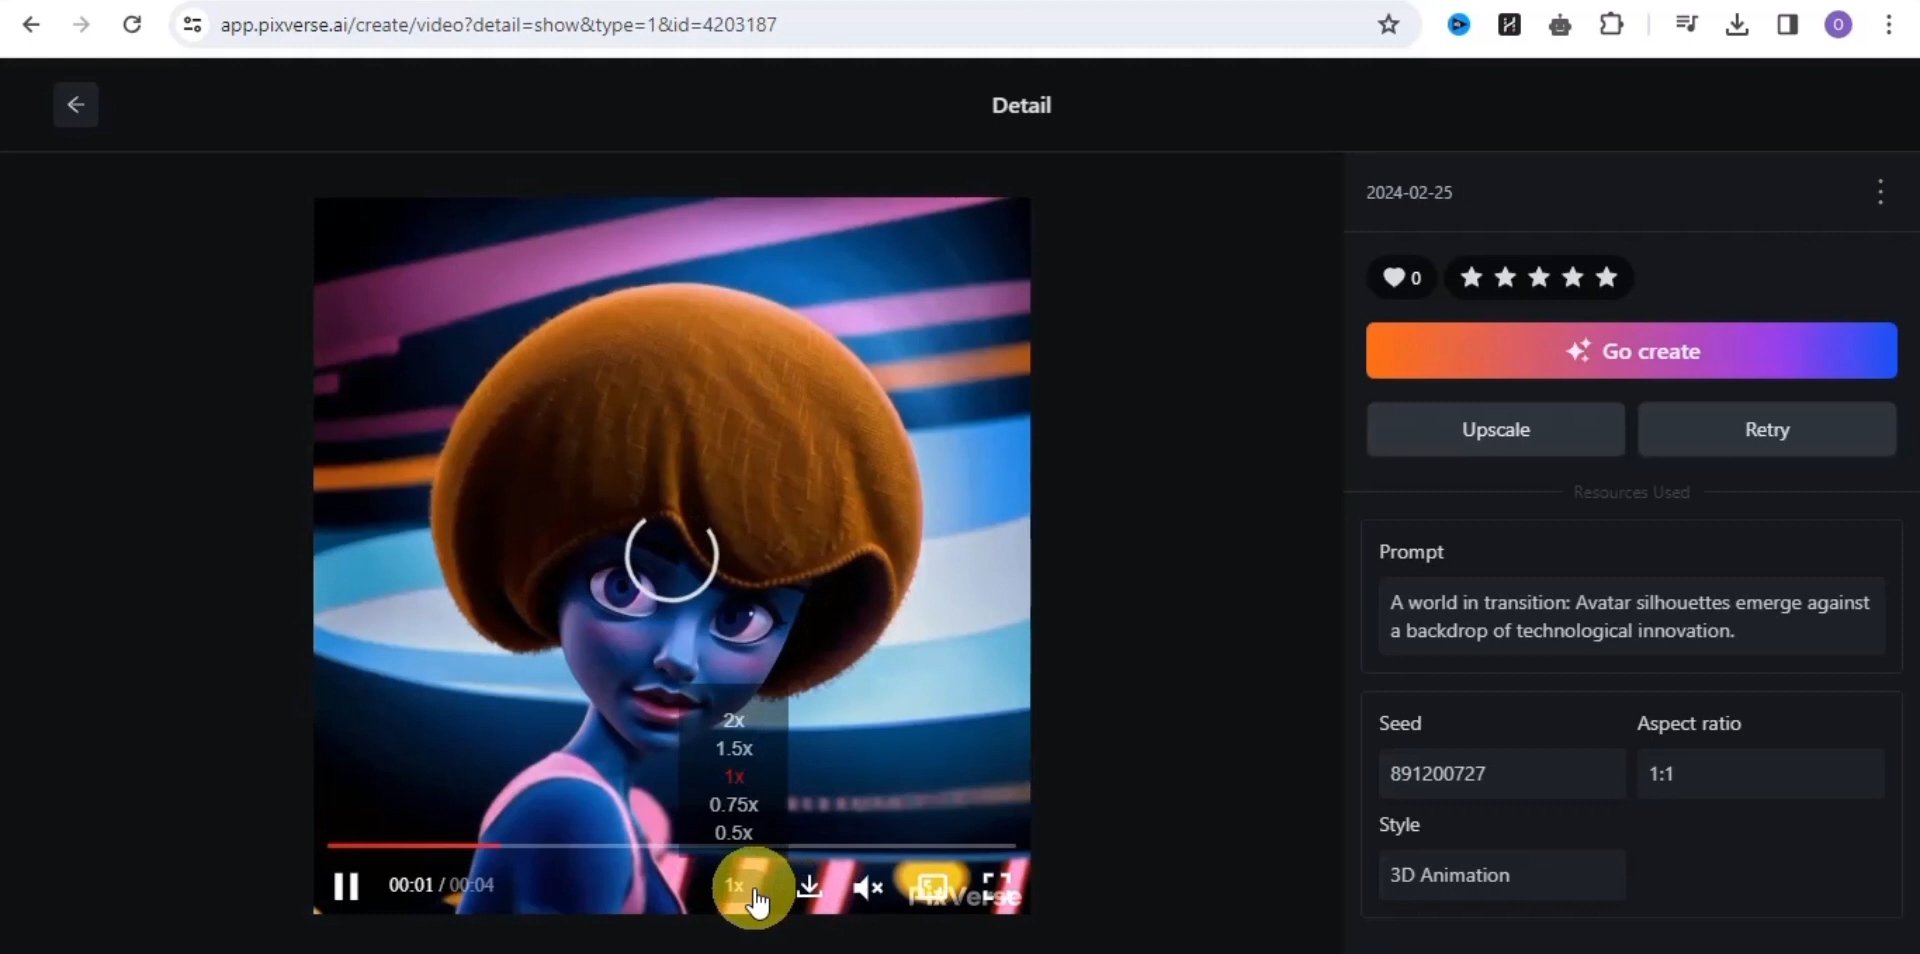 app.pixverse.ai/create/video?detail=show&type=1&id=4203187
O
Detail
2024-02-25
0
Go create
Upscale
Retry
Resources Used
Prompt
A world in transition: Avatar silhouettes emerge against
a backdrop of technological innovation.
Seed
Aspect ratio
891200727
1:1
Style
3D Animation
2x
1.5x
1x
0.75x
0.5x
00:01 / 00:04
1x
PixVerse